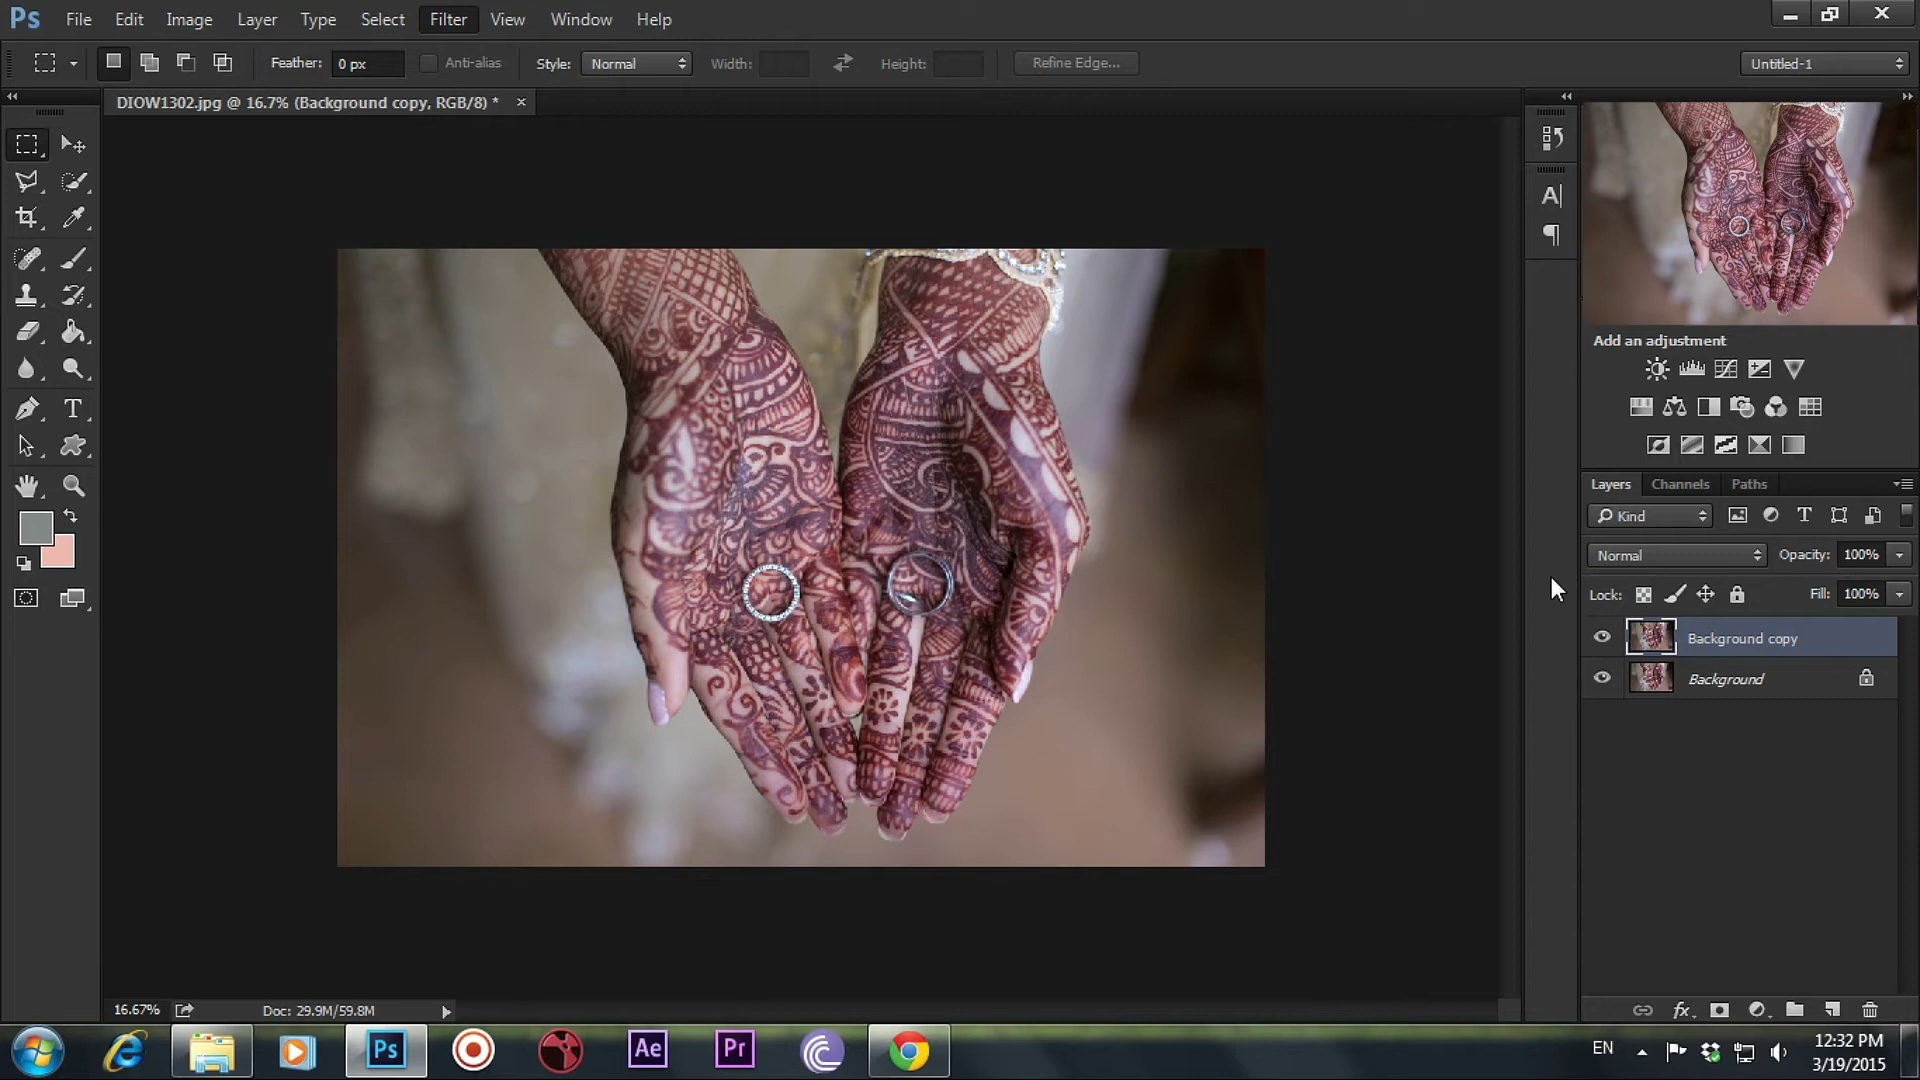 Ps File Edit Image Layer Type Select Filter View Window Help
Feather: 0 px Anti-alias Style: Normal Width: Height: Refine Edge... Untitled-1
DIOW1302.jpg @ 16.7% (Background copy, RGB/8) * ×
Add an adjustment
Layers Channels Paths
Kind
Normal Opacity: 100%
Lock: Fill: 100%
Background copy
Background
16.67% Doc: 29.9M/59.8M
Ps Ae Pr EN 12:32 PM
3/19/2015